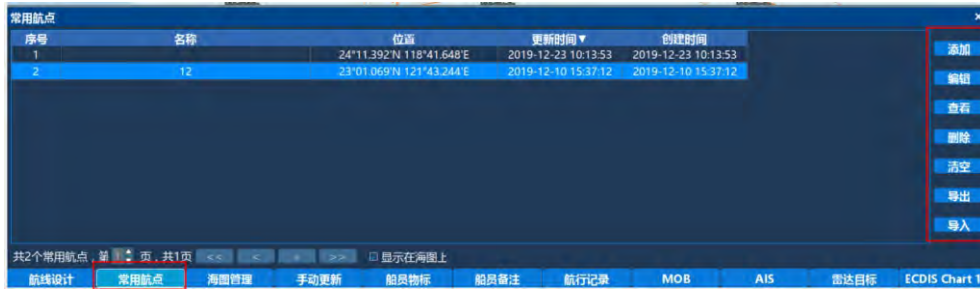 常用航点
序号 名称 位置 更新时间▼ 创建时间
1 24°11.392'N 118°41.648'E 2019-12-23 10:13:53 2019-12-23 10:13:53
2 12 23°01.069'N 121°43.244'E 2019-12-10 15:37:12 2019-12-10 15:37:12
添加
编辑
查看
删除
清空
导出
导入
共2个常用航点，第 1 页，共1页 << < > >> 显示在海图上
航线设计 常用航点 海图管理 手动更新 船员物标 船员备注 航行记录 MOB AIS 雷达目标 ECDIS Chart 1